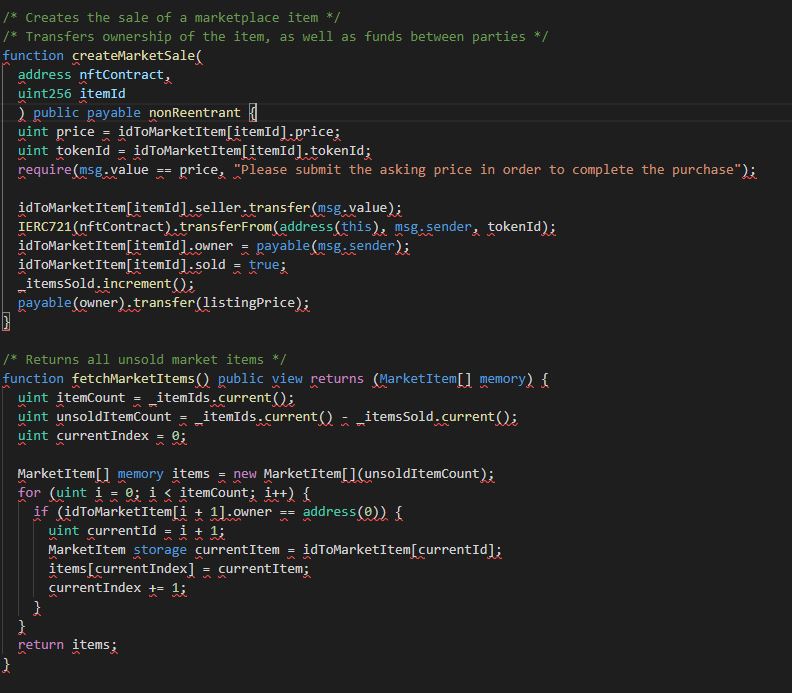 /* Creates the sale of a marketplace item */
/* Transfers ownership of the item, as well as funds between parties */
function createMarketSale(
  address nftContract,
  uint256 itemId
  ) public payable nonReentrant {
  uint price = idToMarketItem[itemId].price;
  uint tokenId = idToMarketItem[itemId].tokenId;
  require(msg.value == price, "Please submit the asking price in order to complete the purchase");

  idToMarketItem[itemId].seller.transfer(msg.value);
  IERC721(nftContract).transferFrom(address(this), msg.sender, tokenId);
  idToMarketItem[itemId].owner = payable(msg.sender);
  idToMarketItem[itemId].sold = true;
  _itemsSold.increment();
  payable(owner).transfer(listingPrice);
}

/* Returns all unsold market items */
function fetchMarketItems() public view returns (MarketItem[] memory) {
  uint itemCount = _itemIds.current();
  uint unsoldItemCount = _itemIds.current() - _itemsSold.current();
  uint currentIndex = 0;

  MarketItem[] memory items = new MarketItem[](unsoldItemCount);
  for (uint i = 0; i < itemCount; i++) {
    if (idToMarketItem[i + 1].owner == address(0)) {
      uint currentId = i + 1;
      MarketItem storage currentItem = idToMarketItem[currentId];
      items[currentIndex] = currentItem;
      currentIndex += 1;
    }
  }
  return items;
}